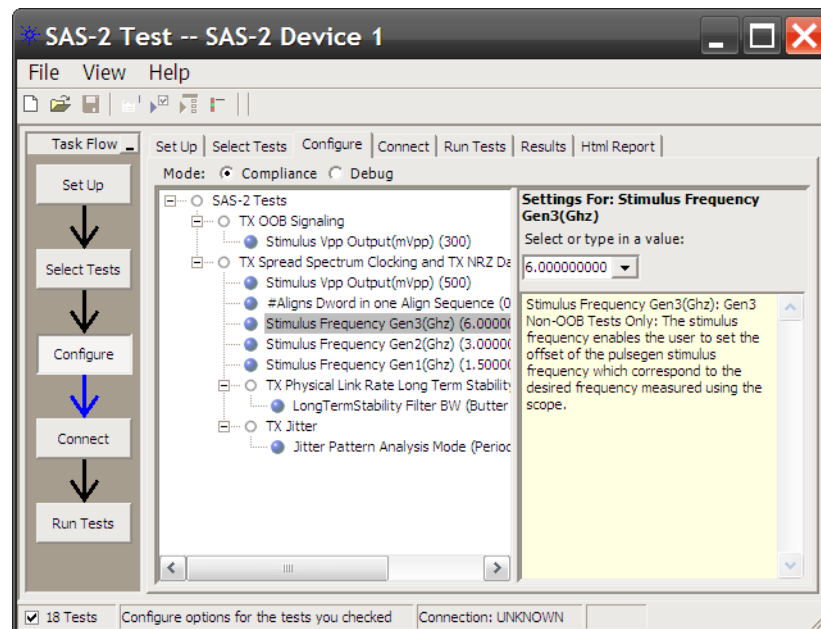 SAS-2 Test -- SAS-2 Device 1
File View Help
Task Flow
Set Up
Select Tests
Configure
Connect
Run Tests
Set Up Select Tests Configure Connect Run Tests Results Html Report
Mode: Compliance Debug
SAS-2 Tests
TX OOB Signaling
Stimulus Vpp Output(mVpp) (300)
TX Spread Spectrum Clocking and TX NRZ Da
Stimulus Vpp Output(mVpp) (500)
#Aligns Dword in one Align Sequence (0
Stimulus Frequency Gen3(Ghz) (6.0000
Stimulus Frequency Gen2(Ghz) (3.0000
Stimulus Frequency Gen1(Ghz) (1.5000
TX Physical Link Rate Long Term Stability
LongTermStability Filter BW (Butter
TX Jitter
Jitter Pattern Analysis Mode (Period
Settings For: Stimulus Frequency
Gen3(Ghz)
Select or type in a value:
6.000000000
Stimulus Frequency Gen3(Ghz): Gen3
Non-OOB Tests Only: The stimulus
frequency enables the user to set the
offset of the pulsegen stimulus
frequency which correspond to the
desired frequency measured using the
scope.
18 Tests Configure options for the tests you checked Connection: UNKNOWN